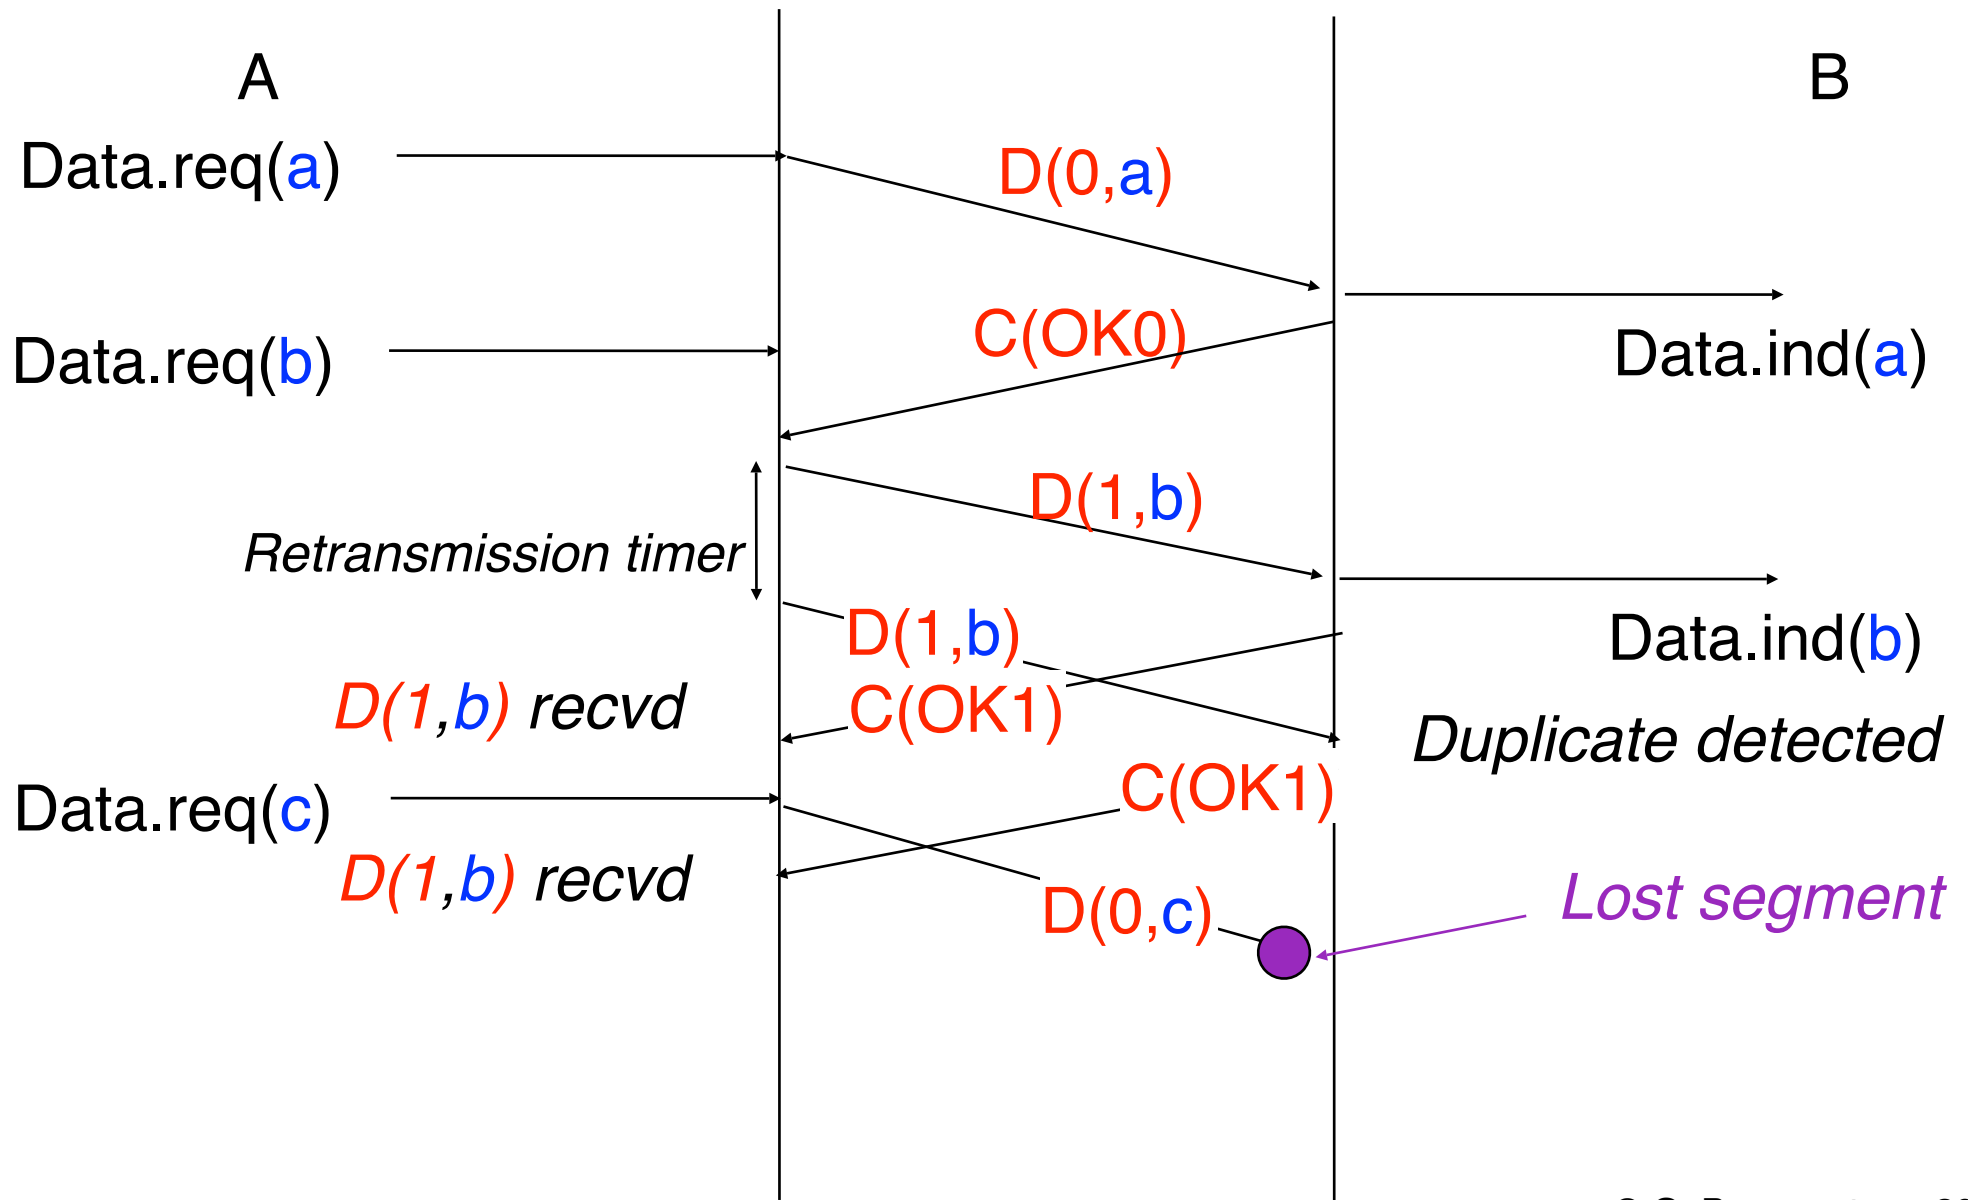 A
B
Data.req(a)
D(0,a)
C(OK0)
Data.req(b)
Data.ind(a)
D(1,b)
Retransmission timer
D(1,b)
Data.ind(b)
D(1,b) recvd
C(OK1)
Duplicate detected
C(OK1)
Data.req(c)
D(1,b) recvd
D(0,c)
Lost segment